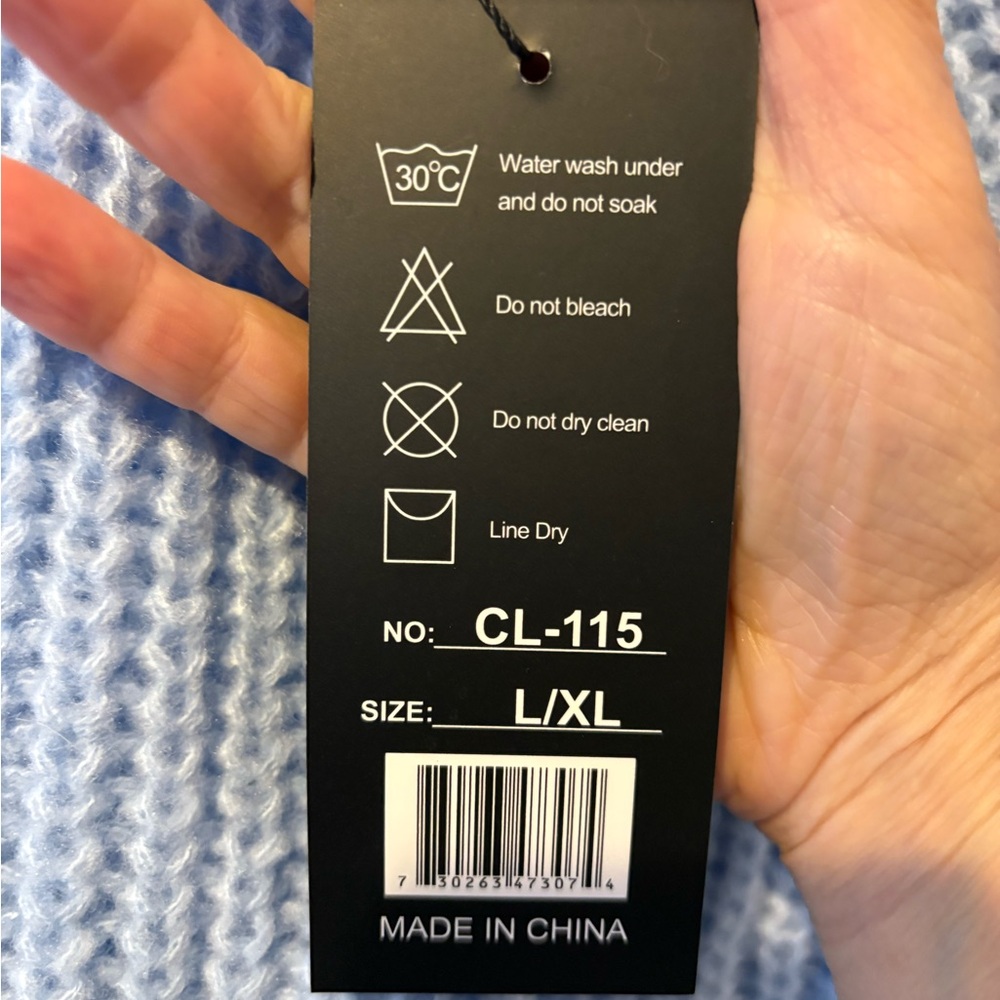 30°C
Water wash under
and do not soak
Do not bleach
Do not dry clean
Line Dry
NO: CL-115
SIZE: L/XL
7 30263 47307 4
MADE IN CHINA